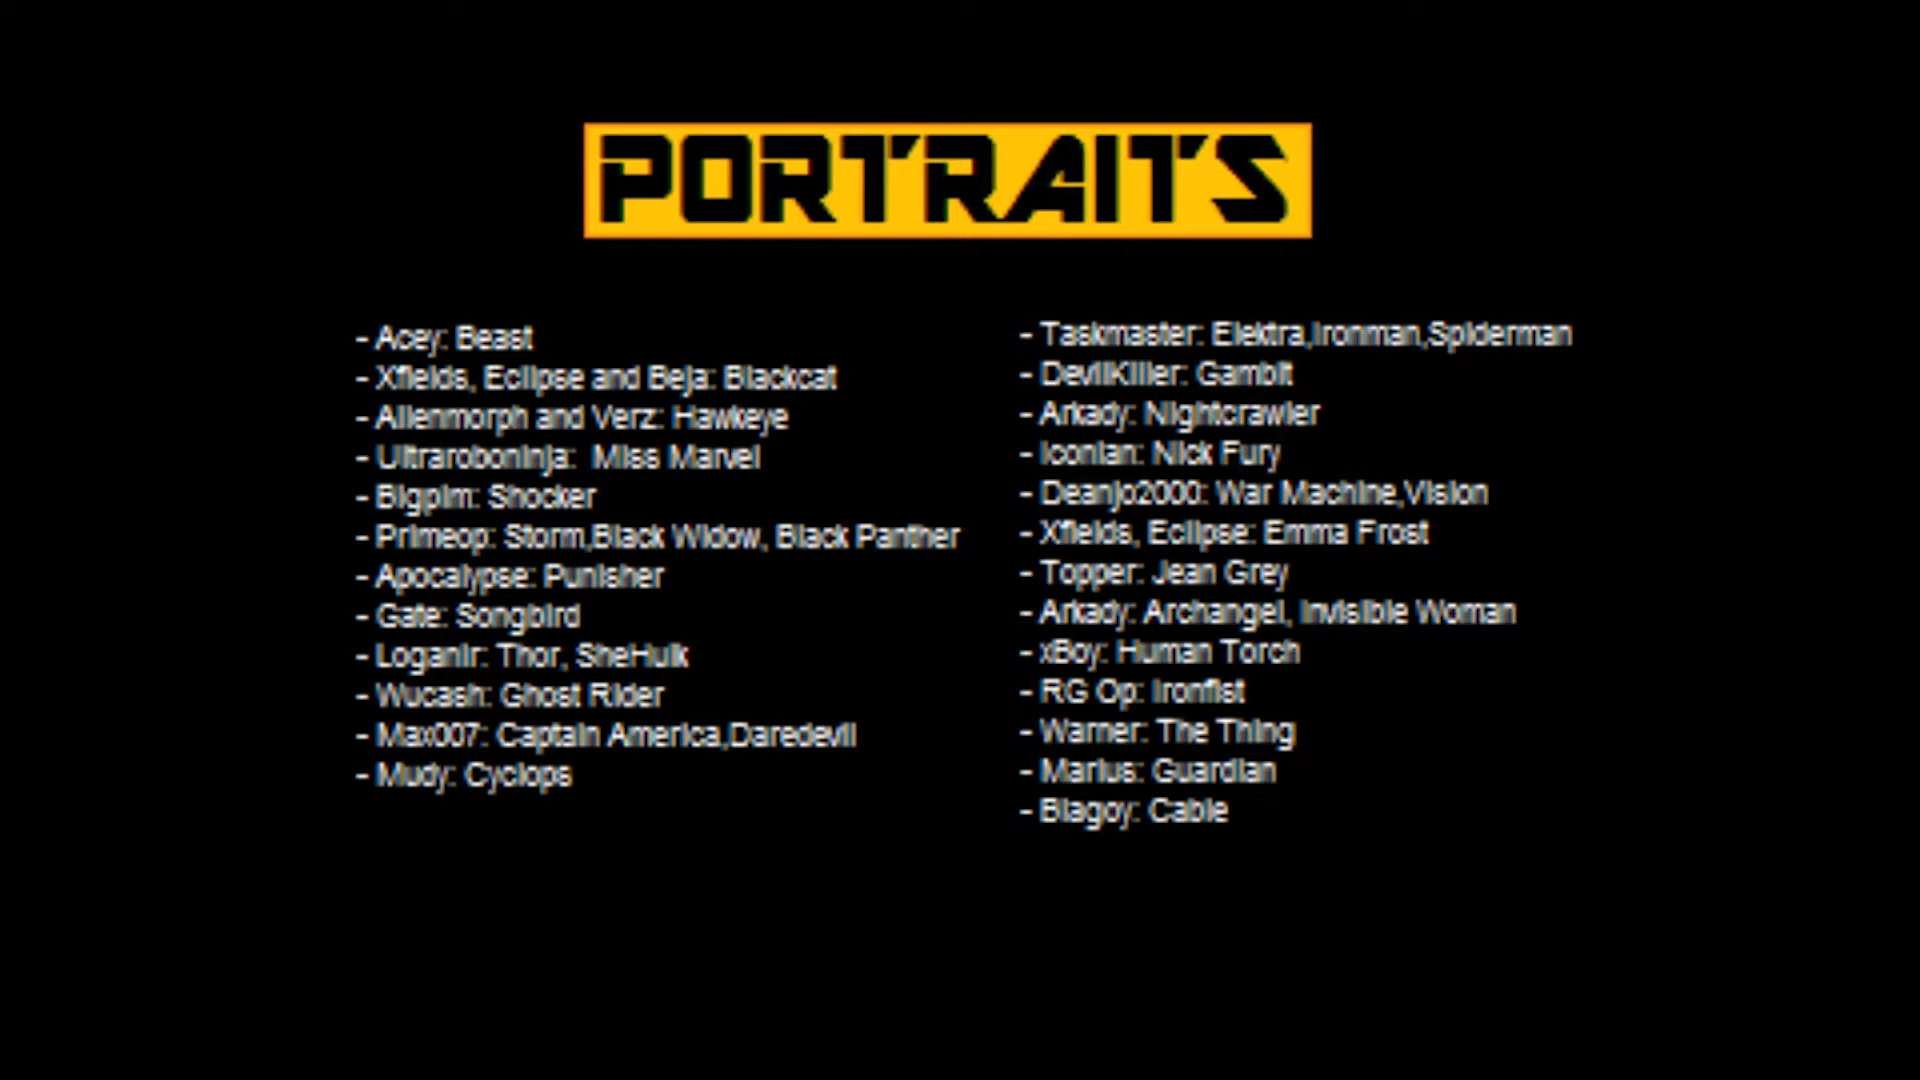 PORTRAITS
- Acey: Beast
- Xfields, Eclipse and Beja: Blackcat
- Alienmorph and Verz: Hawkeye
- Ultraroboninja:  Miss Marvel
- Bigpim: Shocker
- Primeop: Storm,Black Widow, Black Panther
- Apocalypse: Punisher
- Gate: Songbird
- Loganir: Thor, SheHulk
- Wucash: Ghost Rider
- Max007: Captain America,Daredevil
- Mudy: Cyclops
- Taskmaster: Elektra,Ironman,Spiderman
- DevilKiller: Gambit
- Arkady: Nightcrawler
- Iconian: Nick Fury
- Deanjo2000: War Machine,Vision
- Xfields, Eclipse: Emma Frost
- Topper: Jean Grey
- Arkady: Archangel, Invisible Woman
- xBoy: Human Torch
- RG Op: Ironfist
- Warner: The Thing
- Marius: Guardian
- Blagoy: Cable